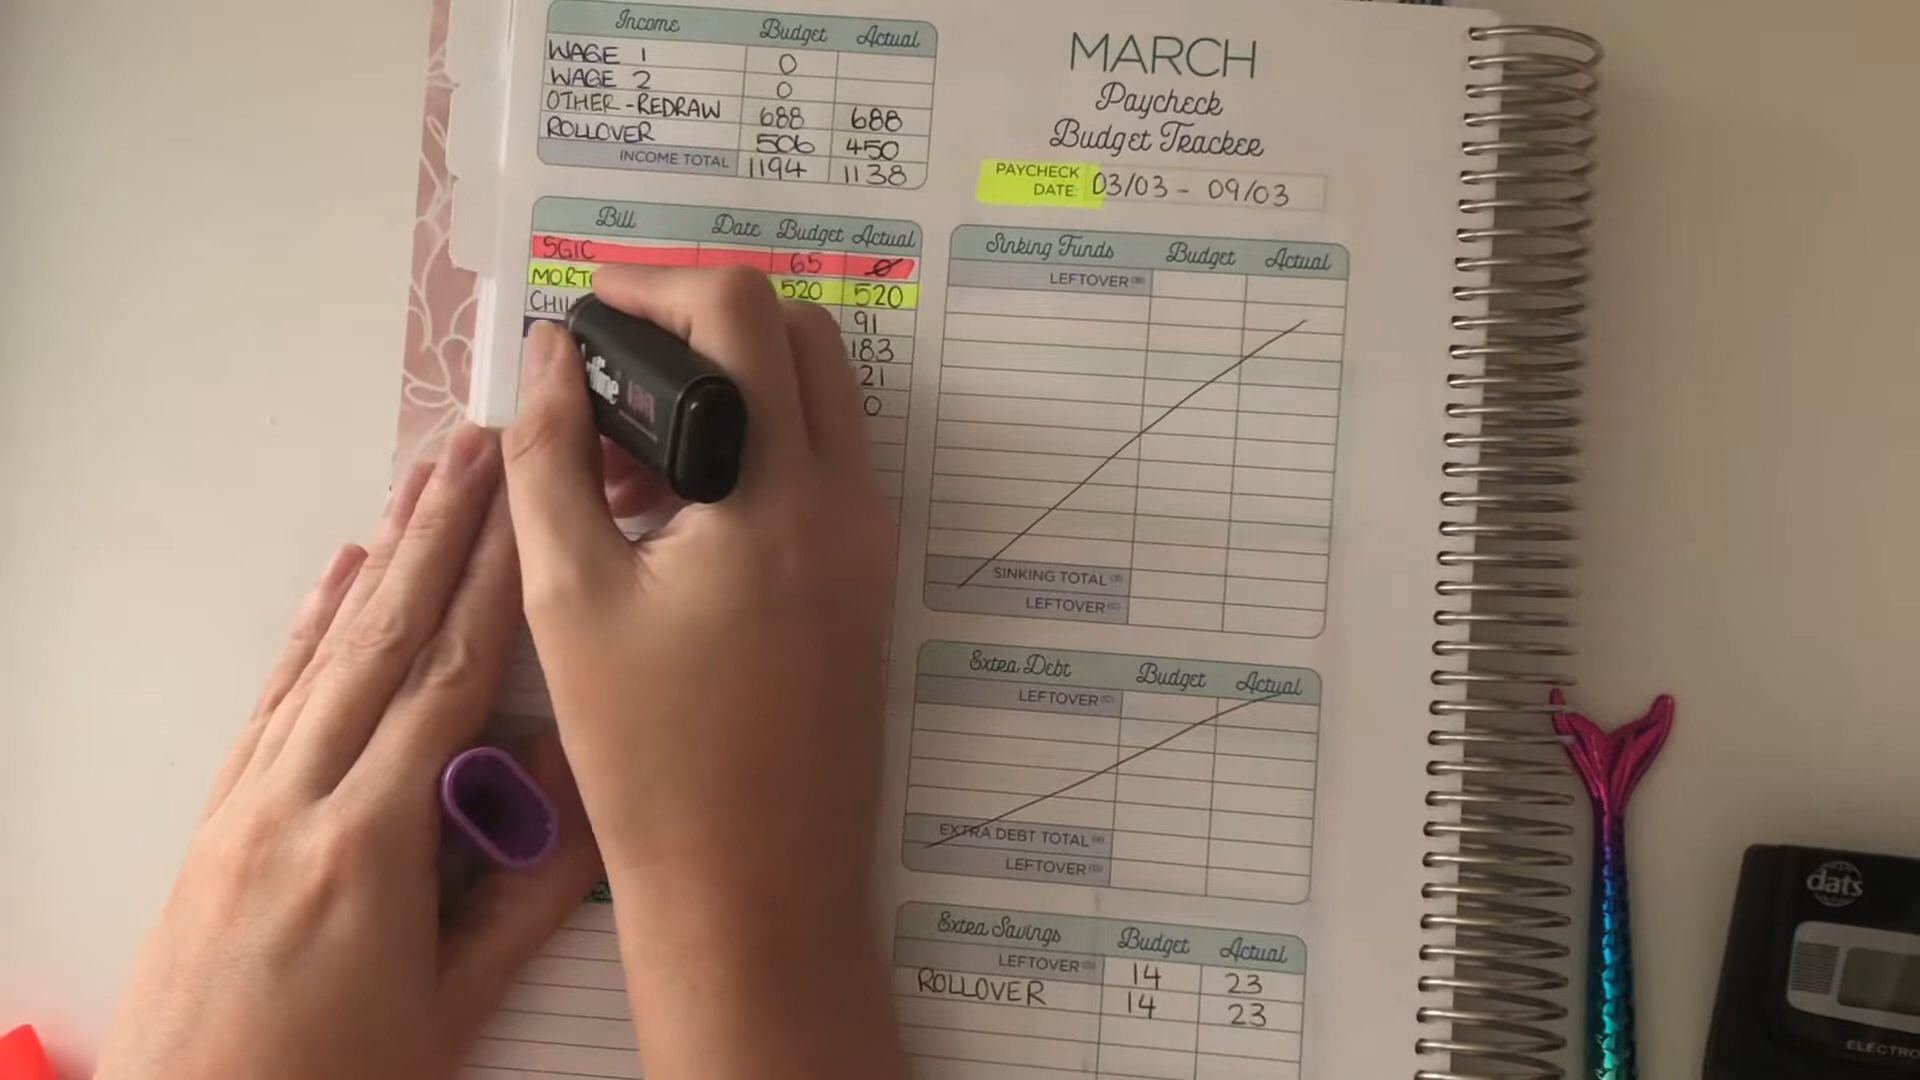 Income Budget Actual
WAGE 1 0
WAGE 2 0
OTHER-REDRAW 688 688
ROLLOVER 506 450
INCOME TOTAL 1194 1138
Bill Date Budget Actual
SGIC 65 0
MORT 520 520
CHI 91
183
21
0
MARCH
Paycheck
Budget Tracker
PAYCHECK
DATE: 03/03 - 09/03
Sinking Funds Budget Actual
LEFTOVER
SINKING TOTAL
LEFTOVER
Extra Debt Budget Actual
LEFTOVER
EXTRA DEBT TOTAL
LEFTOVER
Extra Savings Budget Actual
LEFTOVER 14 23
ROLLOVER 14 23
dats
ELECTRO